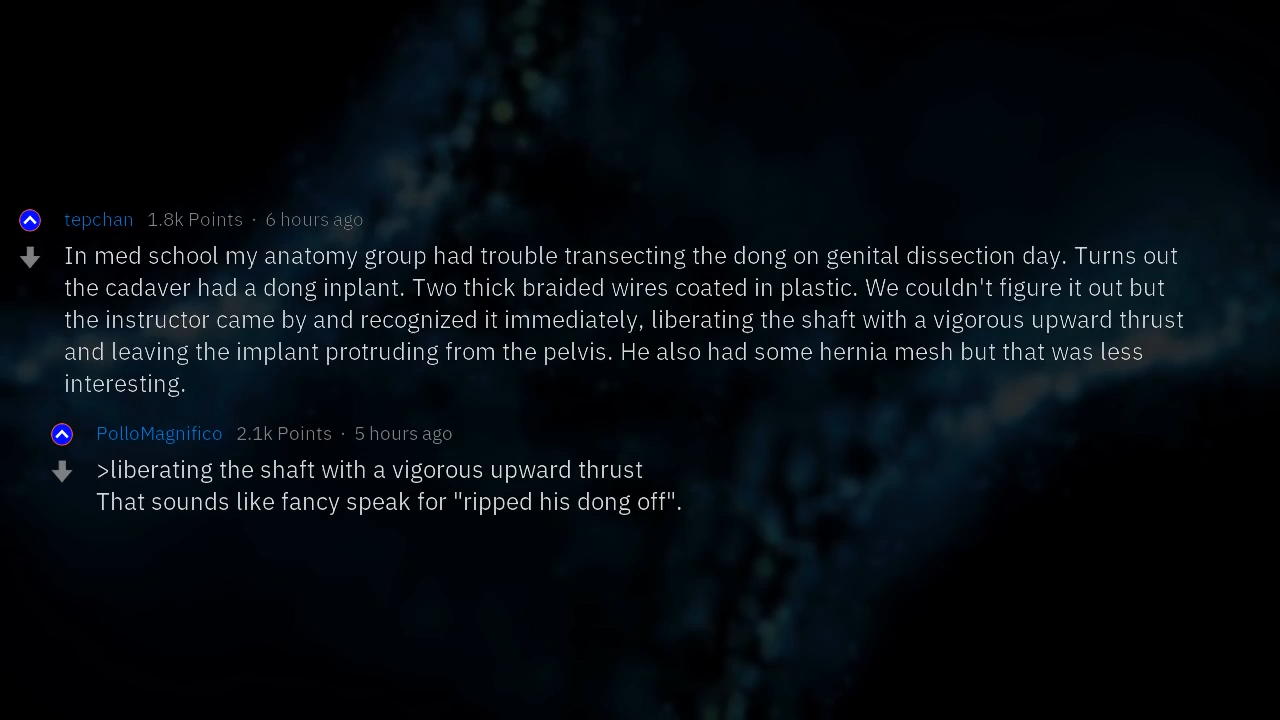 tepchan 1.8k Points · 6 hours ago
In med school my anatomy group had trouble transecting the dong on genital dissection day. Turns out
the cadaver had a dong inplant. Two thick braided wires coated in plastic. We couldn't figure it out but
the instructor came by and recognized it immediately, liberating the shaft with a vigorous upward thrust
and leaving the implant protruding from the pelvis. He also had some hernia mesh but that was less
interesting.
PolloMagnifico 2.1k Points · 5 hours ago
>liberating the shaft with a vigorous upward thrust
That sounds like fancy speak for "ripped his dong off".